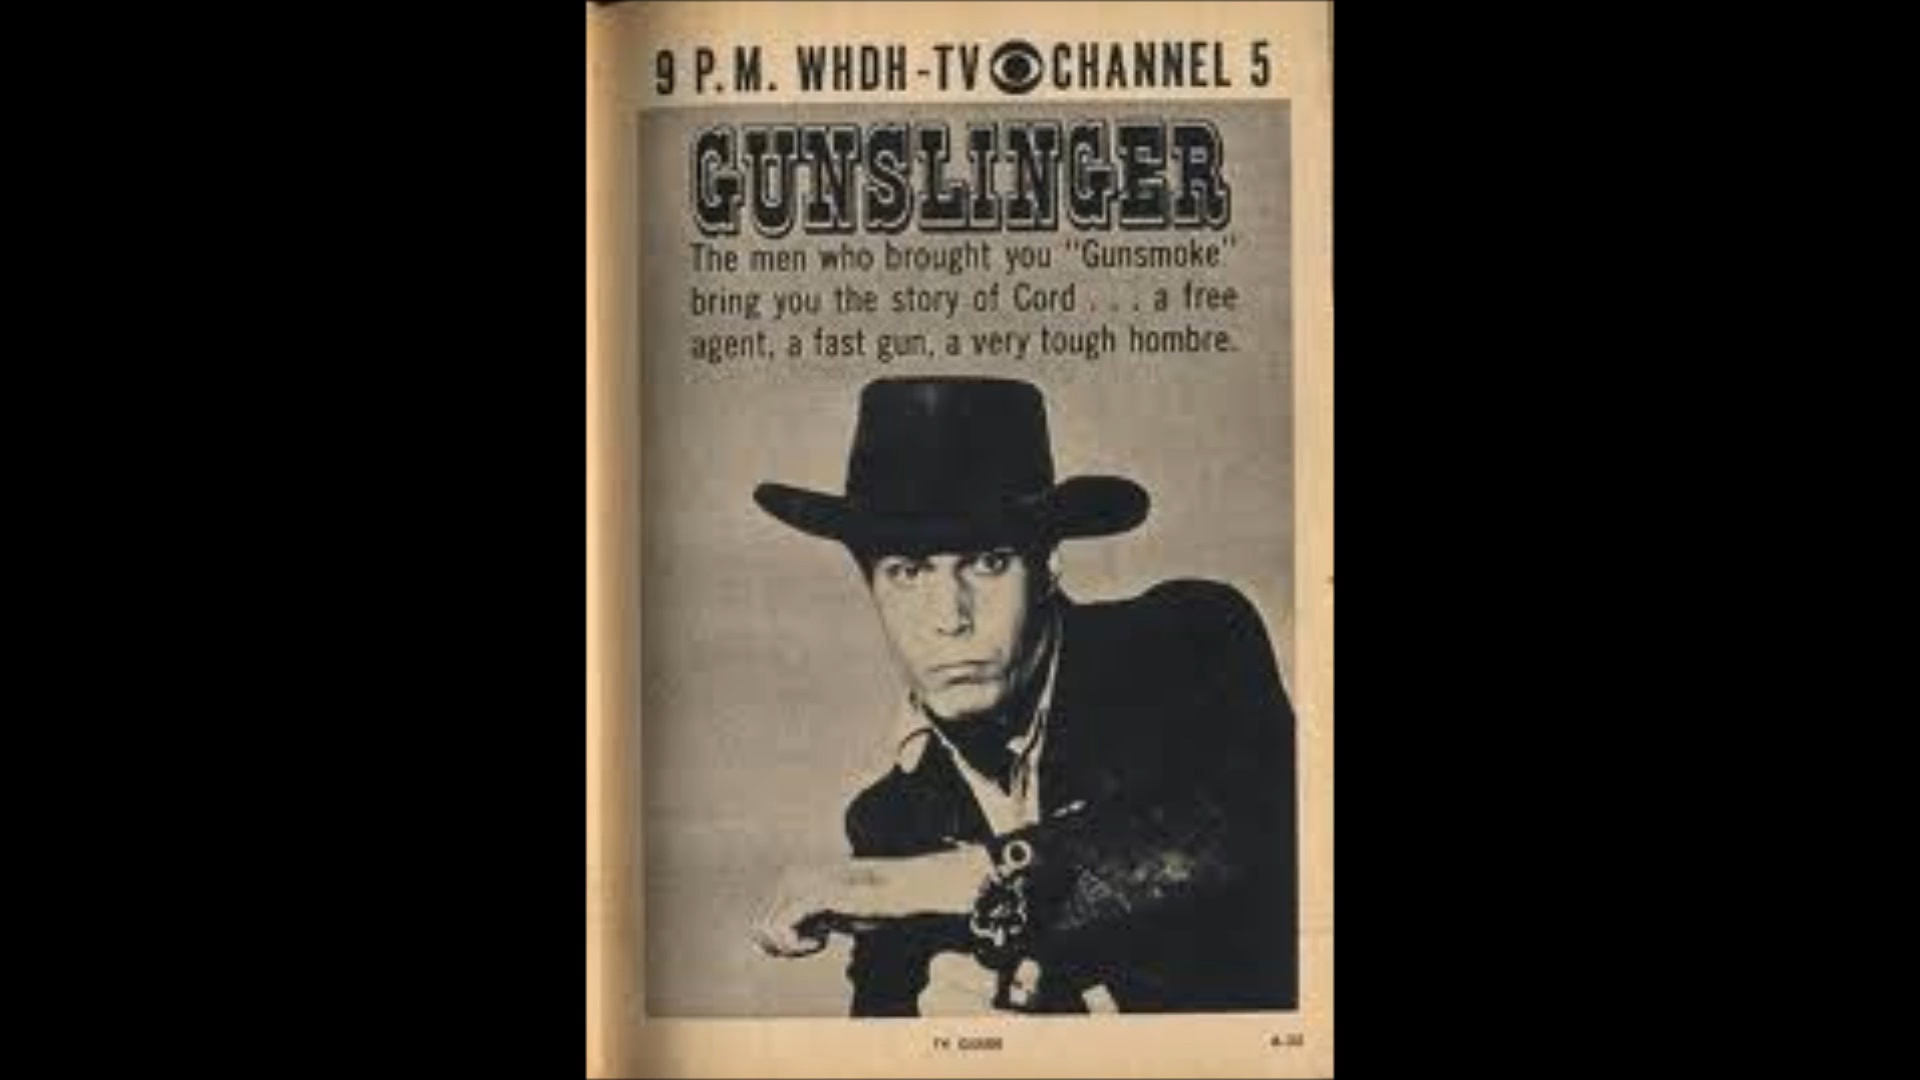 9 P.M. WHDH-TV CHANNEL 5
GUNSLINGER
The men who brought you "Gunsmoke"
bring you the story of Cord . . . a free
agent, a fast gun, a very tough hombre.
TV GUIDE